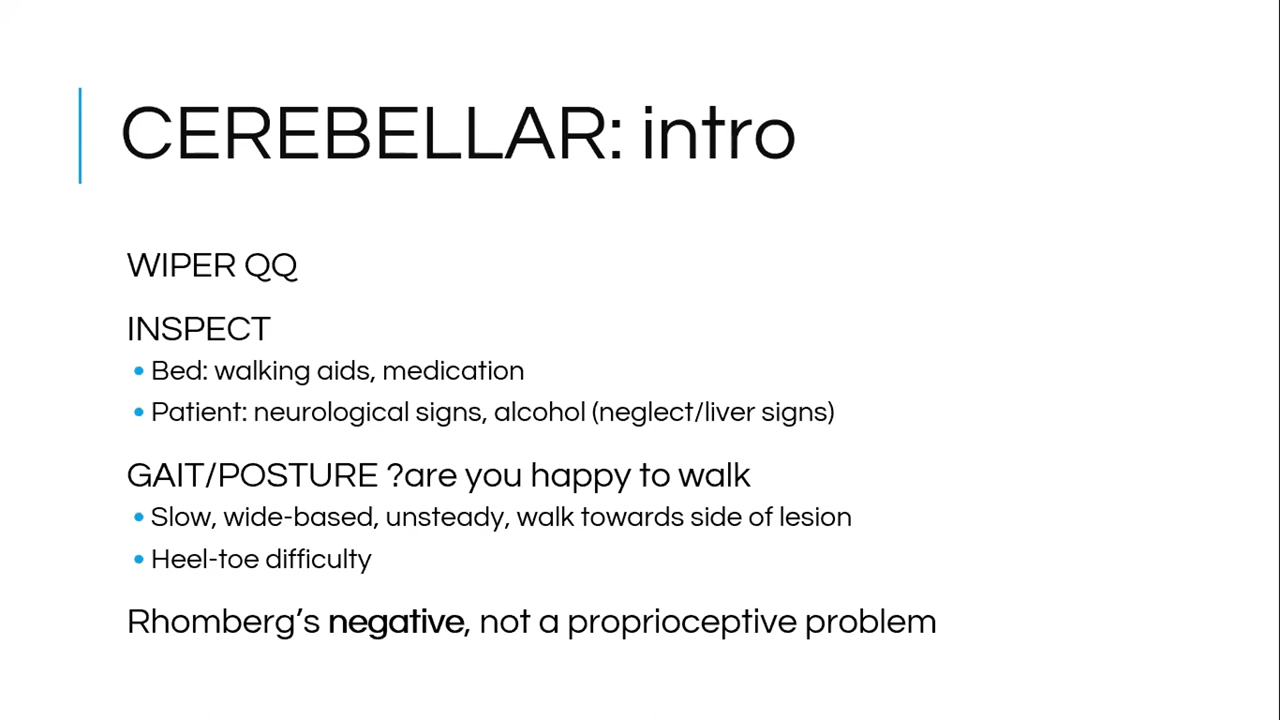 CEREBELLAR: intro
WIPER QQ
INSPECT
• Bed: walking aids, medication
• Patient: neurological signs, alcohol (neglect/liver signs)
GAIT/POSTURE ?are you happy to walk
• Slow, wide-based, unsteady, walk towards side of lesion
• Heel-toe difficulty
Rhomberg’s negative, not a proprioceptive problem